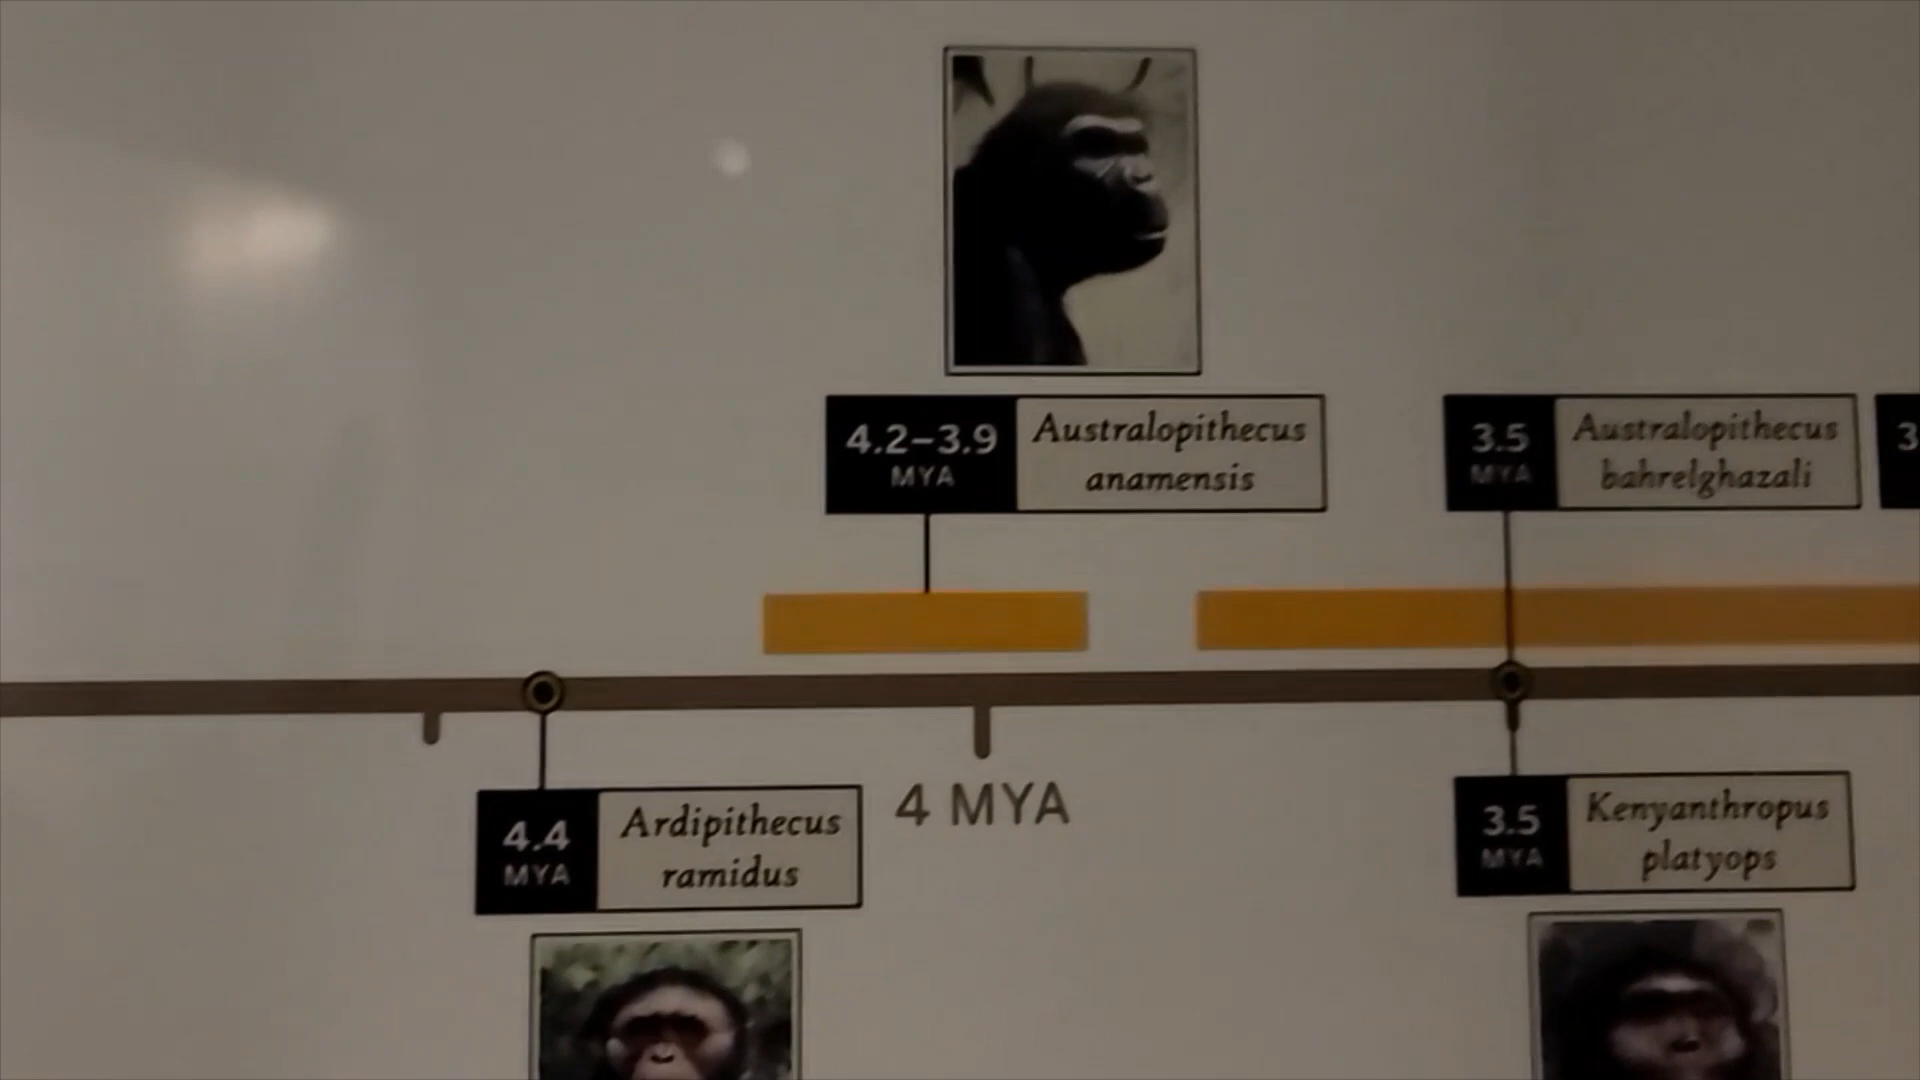 4.2–3.9
MYA
Australopithecus
anamensis
3.5
MYA
Australopithecus
bahrelghazali
3
4 MYA
4.4
MYA
Ardipithecus
ramidus
3.5
MYA
Kenyanthropus
platyops